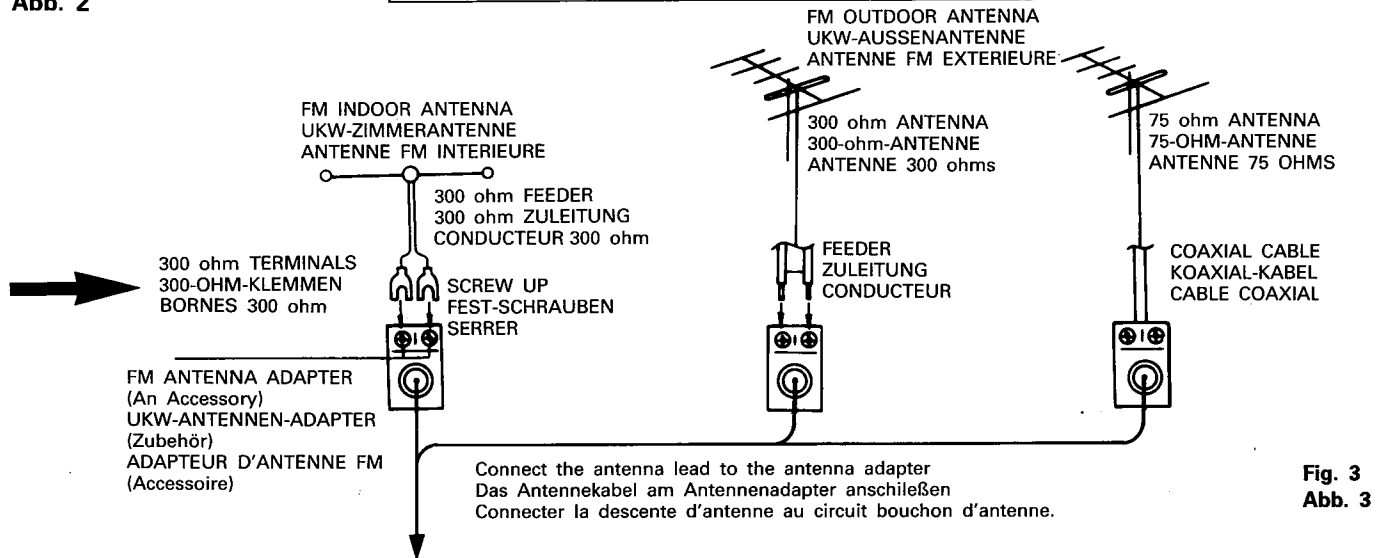 Abb. 2
FM OUTDOOR ANTENNA
UKW-AUSSENANTENNE
ANTENNE FM EXTERIEURE
FM INDOOR ANTENNA
UKW-ZIMMERANTENNE
ANTENNE FM INTERIEURE
300 ohm ANTENNA
300-ohm-ANTENNE
ANTENNE 300 ohms
75 ohm ANTENNA
75-OHM-ANTENNE
ANTENNE 75 OHMS
300 ohm FEEDER
300 ohm ZULEITUNG
CONDUCTEUR 300 ohm
300 ohm TERMINALS
300-OHM-KLEMMEN
BORNES 300 ohm
SCREW UP
FEST-SCHRAUBEN
SERRER
FEEDER
ZULEITUNG
CONDUCTEUR
COAXIAL CABLE
KOAXIAL-KABEL
CABLE COAXIAL
FM ANTENNA ADAPTER
(An Accessory)
UKW-ANTENNEN-ADAPTER
(Zubehör)
ADAPTEUR D'ANTENNE FM
(Accessoire)
Connect the antenna lead to the antenna adapter
Das Antennekabel am Antennenadapter anschileßen
Connecter la descente d'antenne au circuit bouchon d'antenne.
Fig. 3
Abb. 3